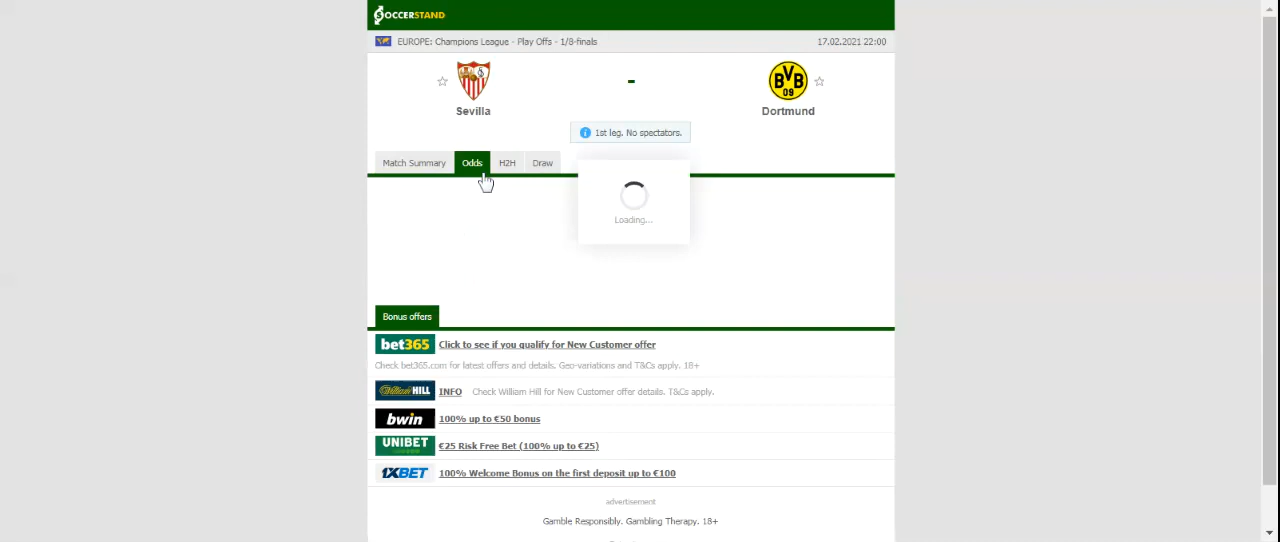 SOCCERSTAND
EUROPE: Champions League - Play Offs - 1/8-finals 17.02.2021 22:00
-
BVB
09
Sevilla Dortmund
1st leg. No spectators.
Match Summary Odds H2H Draw
Loading...
Bonus offers
bet365 Click to see if you qualify for New Customer offer
Check bet365.com for latest offers and details. Geo-variations and T&Cs apply. 18+
William HILL INFO Check William Hill for New Customer offer details. T&Cs apply.
bwin 100% up to €50 bonus
UNIBET €25 Risk Free Bet (100% up to €25)
1XBET 100% Welcome Bonus on the first deposit up to €100
advertisement
Gamble Responsibly. Gambling Therapy. 18+